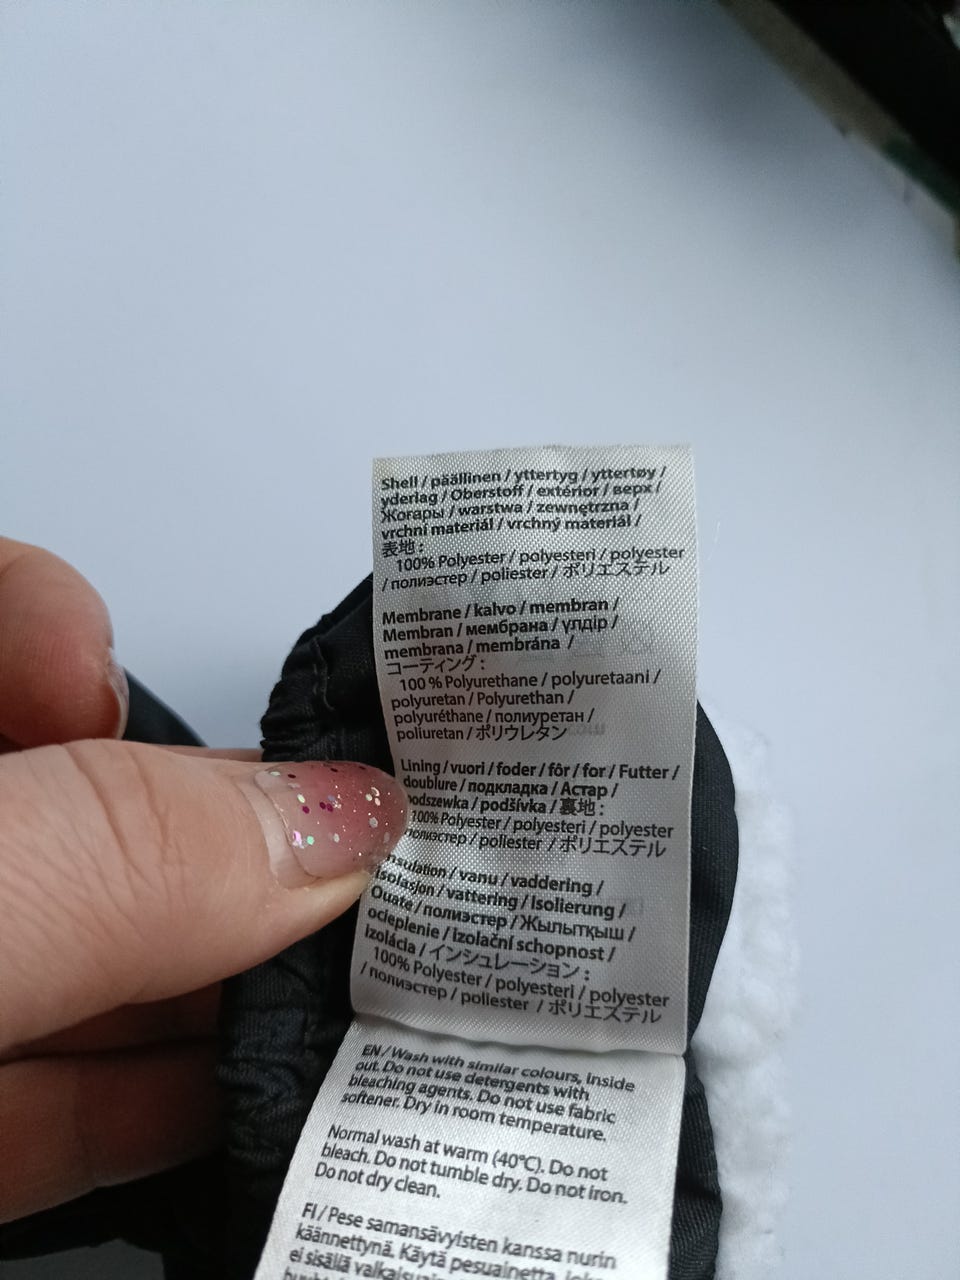 Shell / päällinen / yttertyg / yttertøy /
yderlag / Oberstoff / extérior / верх /
Жоғары / warstwa / zewnętrzna /
vrchní materiál / vrchný materiál /
表地 :
100% Polyester / polyesteri / polyester
/ полиэстер / poliester / ポリエステル
Membrane / kalvo / membran /
Membran / мембрана / үлдір /
membrana / membrána /
コーティング :
100 % Polyurethane / polyuretaani /
polyuretan / Polyurethan /
polyuréthane / полиуретан /
poliuretan / ポリウレタン
Lining / vuori / foder / fôr / for / Futter /
doublure / подкладка / Астар /
podszewka / podšívka / 裏地 :
100% Polyester / polyesteri / polyester
полиэстер / poliester / ポリエステル
Insulation / vanu / vaddering /
Isolasjon / vattering / Isolierung /
Ouate / полиэстер / Жылытқыш /
ocieplenie / Izolační schopnost /
Izolácia / インシュレーション :
100% Polyester / polyesteri / polyester
/ полиэстер / poliester / ポリエステル
EN / Wash with similar colours, inside
out. Do not use detergents with
bleaching agents. Do not use fabric
softener. Dry in room temperature.
Normal wash at warm (40°C). Do not
bleach. Do not tumble dry. Do not iron.
Do not dry clean.
FI / Pese samansävyisten kanssa nurin
käännettynä. Käytä pesuainetta, joka
ei sisällä